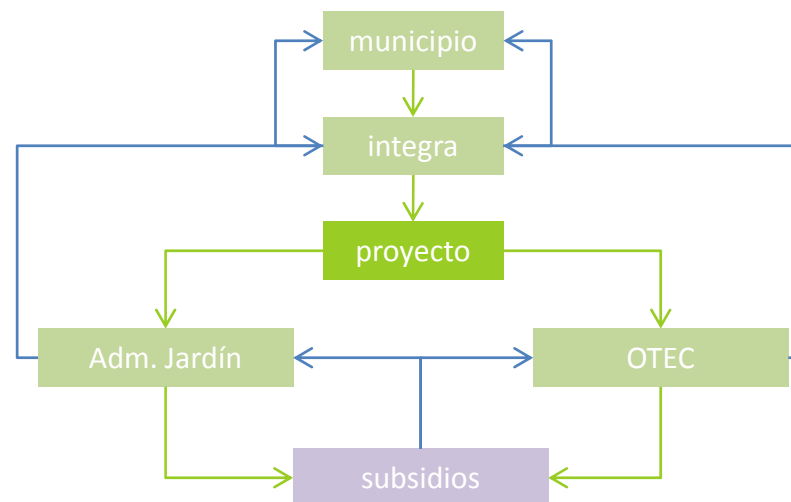 municipio
integra
proyecto
Adm. Jardín
OTEC
subsidios